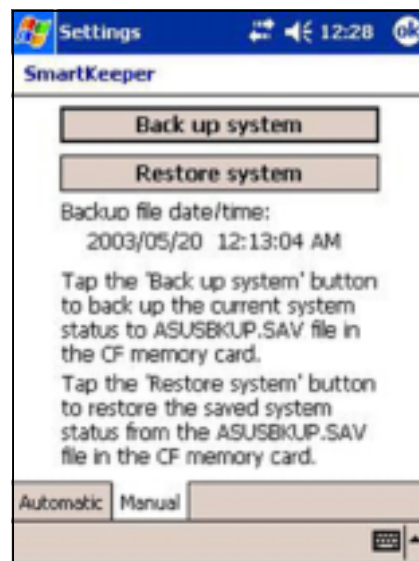 Settings 12:28 ok
SmartKeeper
Back up system
Restore system
Backup file date/time:
2003/05/20 12:13:04 AM
Tap the 'Back up system' button
to back up the current system
status to ASUSBKUP.SAV file in
the CF memory card.
Tap the 'Restore system' button
to restore the saved system
status from the ASUSBKUP.SAV
file in the CF memory card.
Automatic Manual